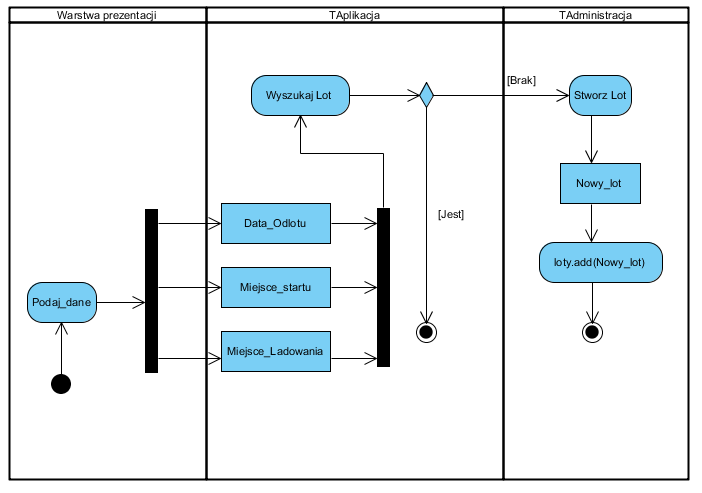 Warstwa prezentacji
TAplikacja
TAdministracja
Wyszukaj Lot
[Brak]
Stworz Lot
Nowy_lot
Data_Odlotu
[Jest]
loty.add(Nowy_lot)
Miejsce_startu
Podaj_dane
Miejsce_Ladowania